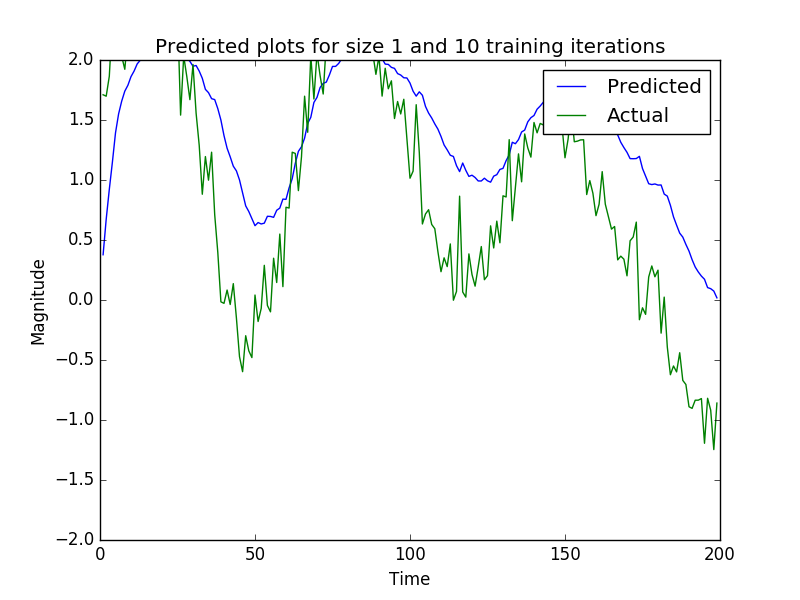 Predicted plots for size 1 and 10 training iterations
2.0
1.5
1.0
0.5
0.0
−0.5
−1.0
−1.5
−2.0
Magnitude
Predicted
Actual
0 50 100 150 200
Time